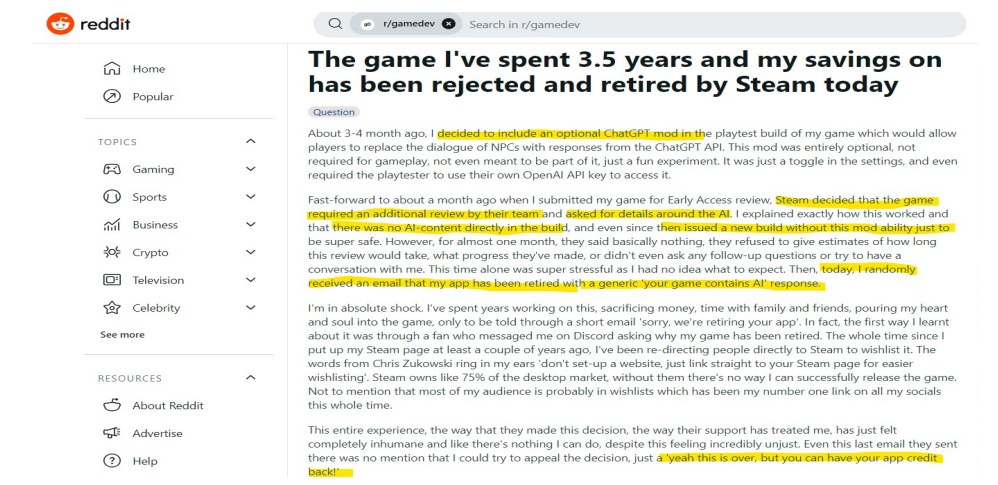 reddit
r/gamedev
Search in r/gamedev
Home
Popular
TOPICS
Gaming
Sports
Business
Crypto
Television
Celebrity
See more
RESOURCES
About Reddit
Advertise
Help
The game I've spent 3.5 years and my savings on
has been rejected and retired by Steam today
Question
About 3-4 month ago, I decided to include an optional ChatGPT mod in the playtest build of my game which would allow
players to replace the dialogue of NPCs with responses from the ChatGPT API. This mod was entirely optional, not
required for gameplay, not even meant to be part of it, just a fun experiment. It was just a toggle in the settings, and even
required the playtester to use their own OpenAI API key to access it.
Fast-forward to about a month ago when I submitted my game for Early Access review, Steam decided that the game
required an additional review by their team and asked for details around the AI. I explained exactly how this worked and
that there was no AI-content directly in the build, and even since then issued a new build without this mod ability just to
be super safe. However, for almost one month, they said basically nothing, they refused to give estimates of how long
this review would take, what progress they've made, or didn't even ask any follow-up questions or try to have a
conversation with me. This time alone was super stressful as I had no idea what to expect. Then, today, I randomly
received an email that my app has been retired with a generic 'your game contains AI' response.
I'm in absolute shock. I've spent years working on this, sacrificing money, time with family and friends, pouring my heart
and soul into the game, only to be told through a short email 'sorry, we're retiring your app'. In fact, the first way I learnt
about it was through a fan who messaged me on Discord asking why my game has been retired. The whole time since I
put up my Steam page at least a couple of years ago, I've been re-directing people directly to Steam to wishlist it. The
words from Chris Zukowski ring in my ears 'don't set-up a website, just link straight to your Steam page for easier
wishlisting'. Steam owns like 75% of the desktop market, without them there's no way I can successfully release the game.
Not to mention that most of my audience is probably in wishlists which has been my number one link on all my socials
this whole time.
This entire experience, the way that they made this decision, the way their support has treated me, has just felt
completely inhumane and like there's nothing I can do, despite this feeling incredibly unjust. Even this last email they sent
there was no mention that I could try to appeal the decision, just a 'yeah this is over, but you can have your app credit
back!'